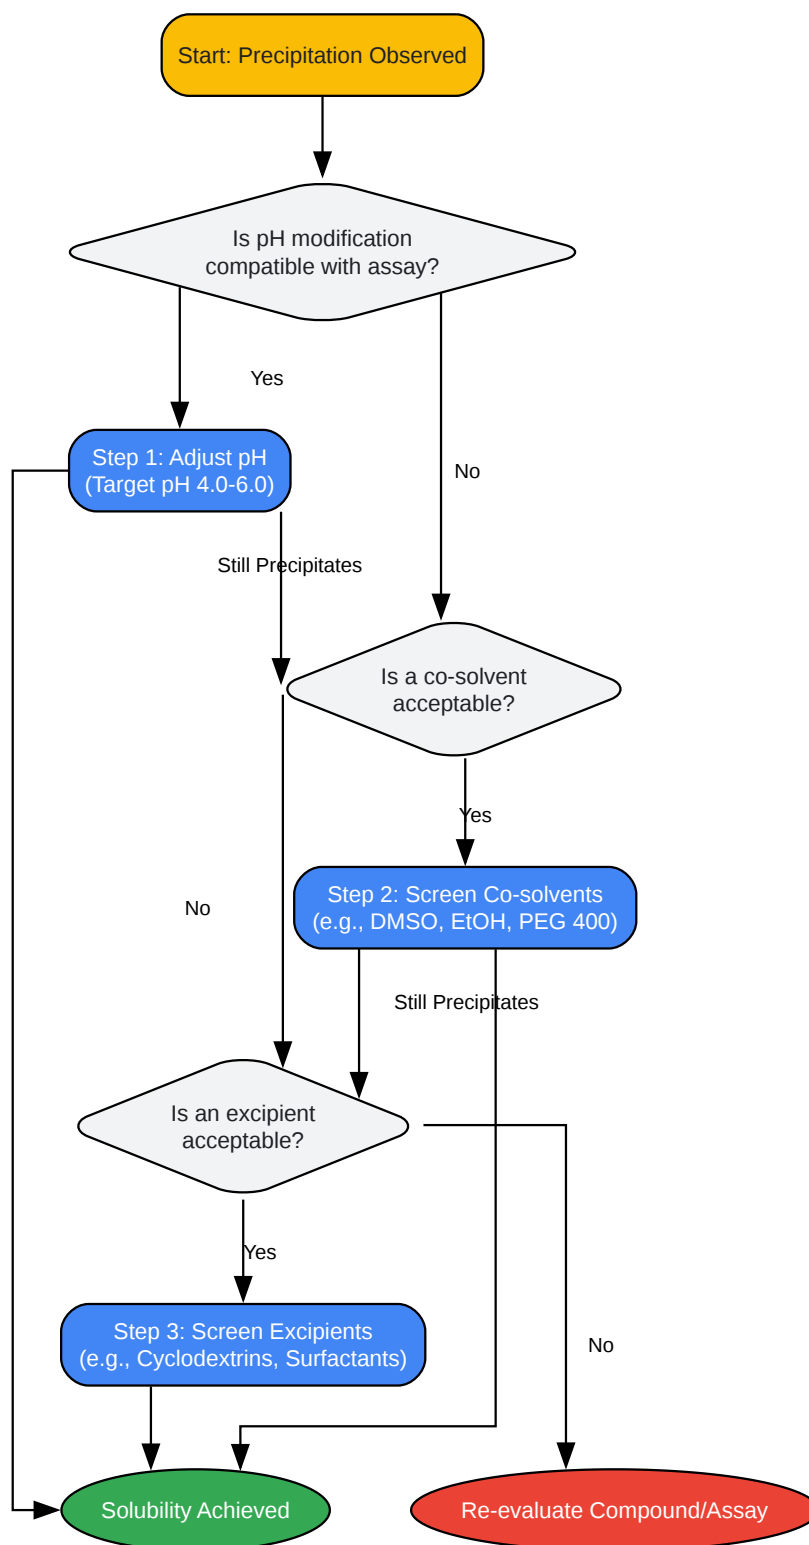 Start: Precipitation Observed
Is pH modification
compatible with assay?
Yes
Step 1: Adjust pH
(Target pH 4.0-6.0)
No
Still Precipitates
Is a co-solvent
acceptable?
Yes
Step 2: Screen Co-solvents
(e.g., DMSO, EtOH, PEG 400)
No
Still Precipitates
Is an excipient
acceptable?
Yes
Step 3: Screen Excipients
(e.g., Cyclodextrins, Surfactants)
No
Solubility Achieved
Re-evaluate Compound/Assay